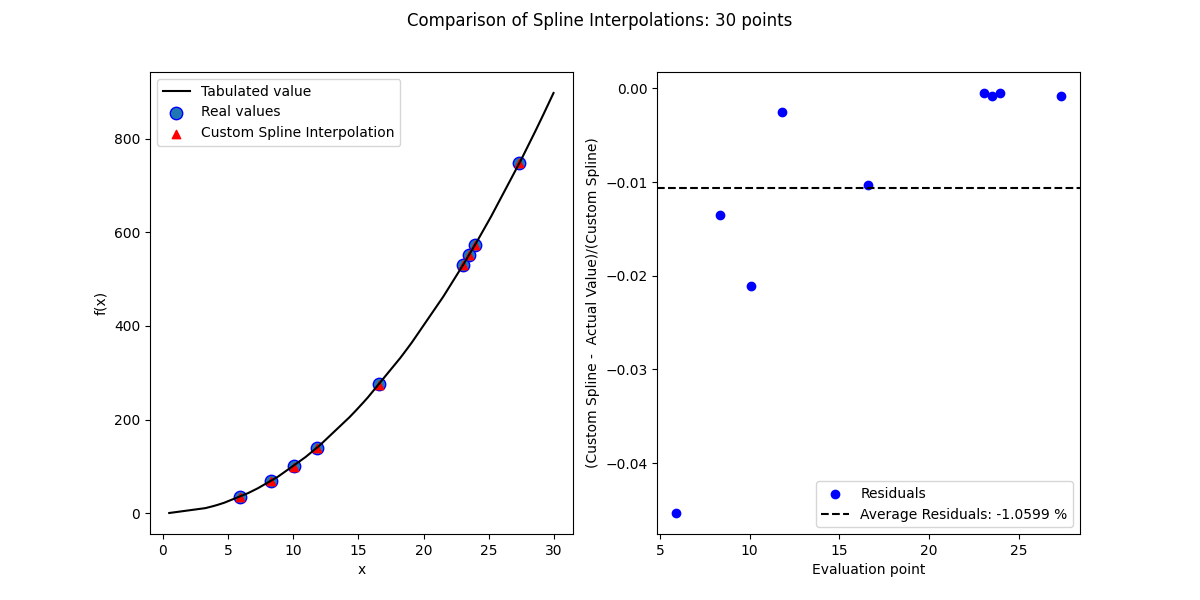 Comparison of Spline Interpolations: 30 points
Tabulated value
Real values
Custom Spline Interpolation
f(x)
800
600
400
200
0
0 5 10 15 20 25 30
x
(Custom Spline -  Actual Value)/(Custom Spline)
0.00
−0.01
−0.02
−0.03
−0.04
Residuals
Average Residuals: -1.0599 %
5 10 15 20 25
Evaluation point